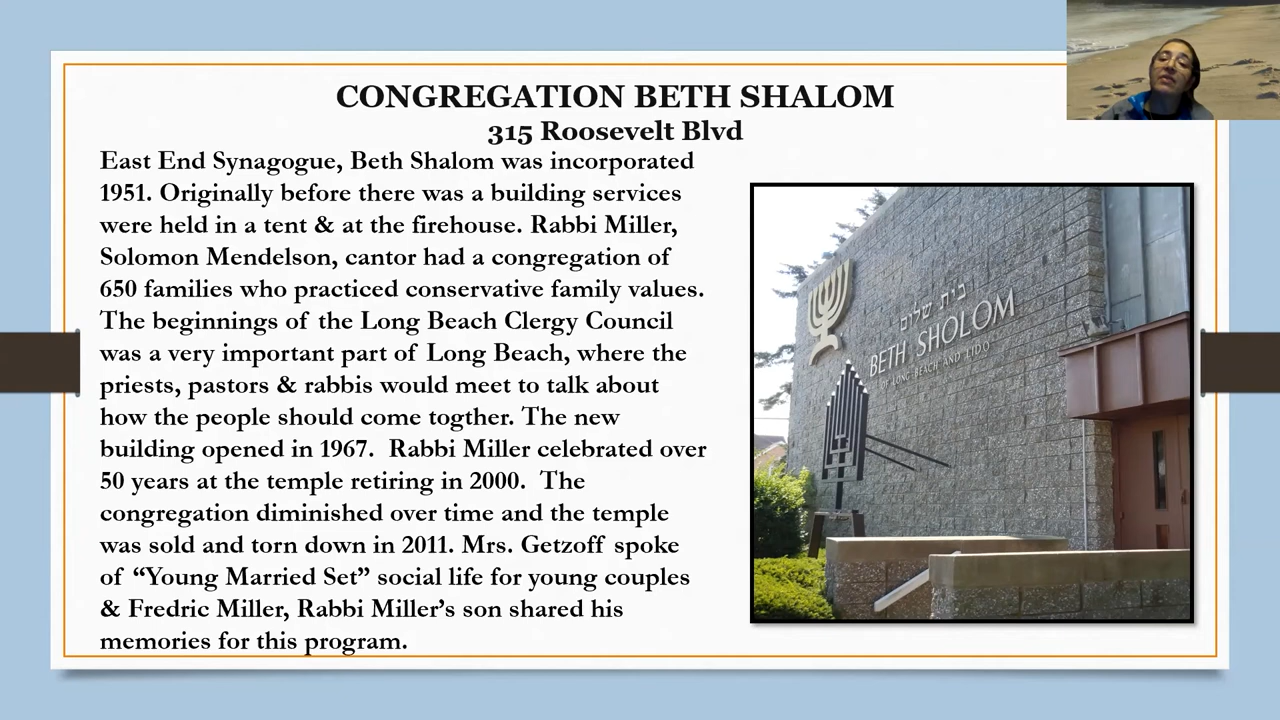 CONGREGATION BETH SHALOM
315 Roosevelt Blvd
East End Synagogue, Beth Shalom was incorporated
1951. Originally before there was a building services
were held in a tent & at the firehouse. Rabbi Miller,
Solomon Mendelson, cantor had a congregation of
650 families who practiced conservative family values.
The beginnings of the Long Beach Clergy Council
was a very important part of Long Beach, where the
priests, pastors & rabbis would meet to talk about
how the people should come togther. The new
building opened in 1967.  Rabbi Miller celebrated over
50 years at the temple retiring in 2000.  The
congregation diminished over time and the temple
was sold and torn down in 2011. Mrs. Getzoff spoke
of “Young Married Set” social life for young couples
& Fredric Miller, Rabbi Miller’s son shared his
memories for this program.
בית שלום
BETH SHOLOM
OF LONG BEACH AND LIDO